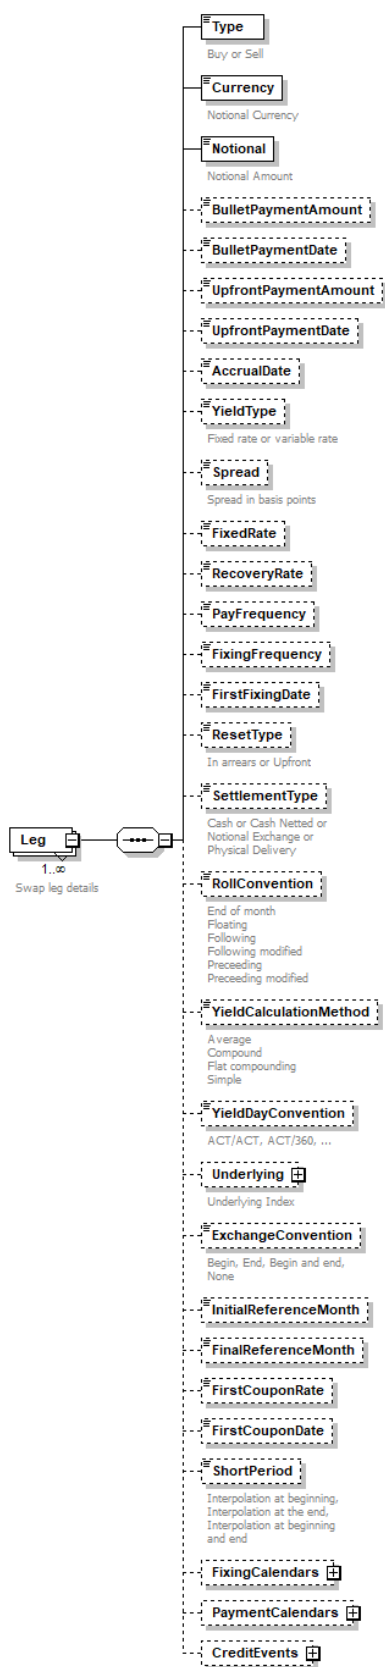 Type
Buy or Sell
Currency
Notional Currency
Notional
Notional Amount
BulletPaymentAmount
BulletPaymentDate
UpfrontPaymentAmount
UpfrontPaymentDate
AccrualDate
YieldType
Fixed rate or variable rate
Spread
Spread in basis points
FixedRate
RecoveryRate
PayFrequency
FixingFrequency
FirstFixingDate
ResetType
In arrears or Upfront
SettlementType
Cash or Cash Netted or
Notional Exchange or
Physical Delivery
Leg
1..∞
Swap leg details
RollConvention
End of month
Floating
Following
Following modified
Preceeding
Preceeding modified
YieldCalculationMethod
Average
Compound
Flat compounding
Simple
YieldDayConvention
ACT/ACT, ACT/360, ...
Underlying
Underlying Index
ExchangeConvention
Begin, End, Begin and end,
None
InitialReferenceMonth
FinalReferenceMonth
FirstCouponRate
FirstCouponDate
ShortPeriod
Interpolation at beginning,
Interpolation at the end,
Interpolation at beginning
and end
FixingCalendars
PaymentCalendars
CreditEvents